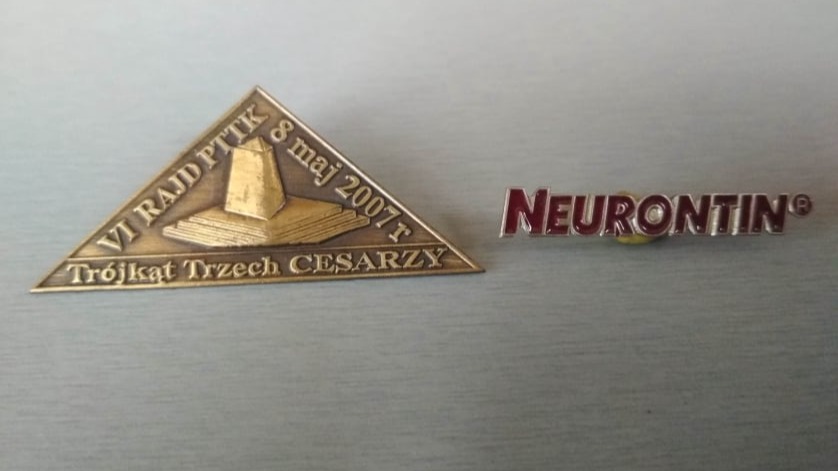 VI RAJD PTTK
8 maj 2007 r
Trójkąt Trzech CESARZY
NEURONTIN®